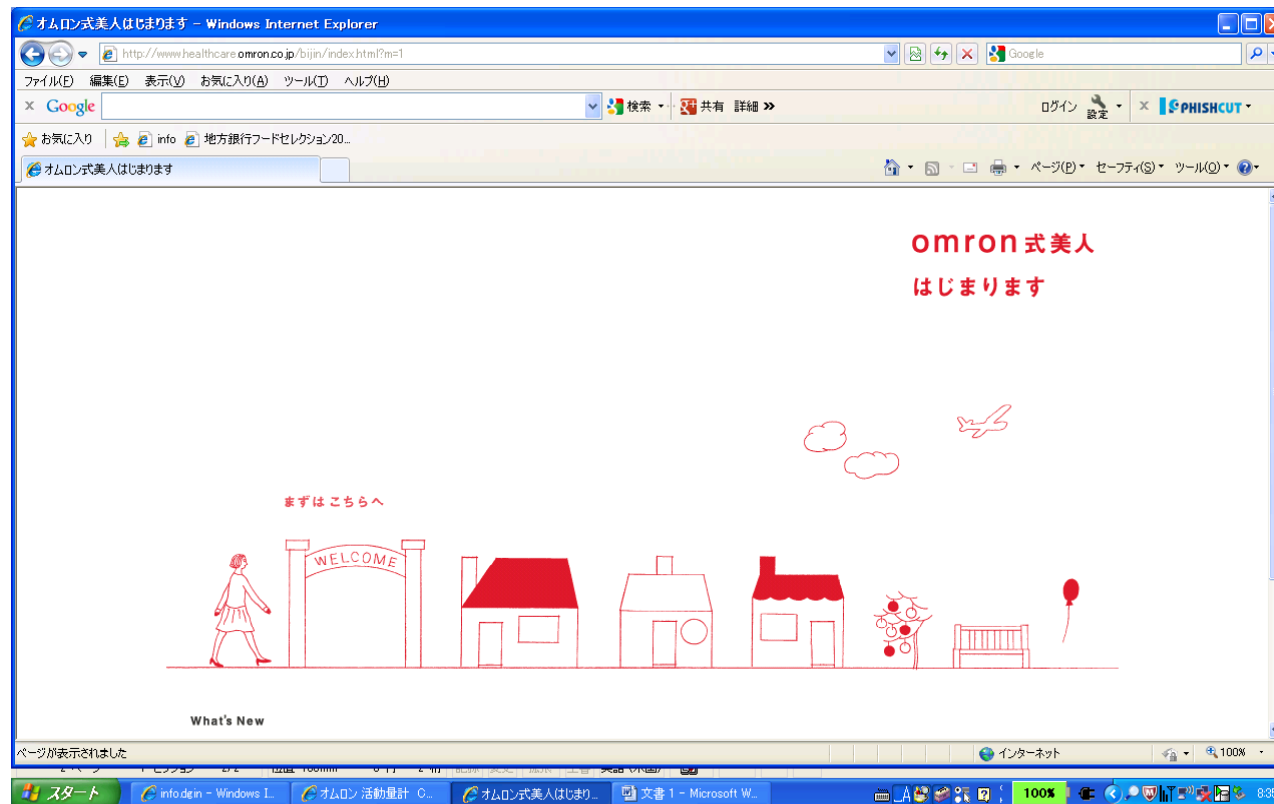 オムロン式美人はじまります - Windows Internet Explorer
http://www.healthcare.omron.co.jp/bijin/index.html?m=1
Google
ファイル(F) 編集(E) 表示(V) お気に入り(A) ツール(T) ヘルプ(H)
× Google 検索 共有 詳細 >> ログイン 設定 × PHISHCUT
お気に入り info 地方銀行フードセレクション20...
オムロン式美人はじまります ページ(P) セーフティ(S) ツール(O)
omron式美人
はじまります
まずはこちらへ
WELCOME
What's New
ページが表示されました インターネット 100%
スタート info.dgin - Windows I... オムロン 活動量計 C... オムロン式美人はじまり... 文書 1 - Microsoft W... A 100% 8:35